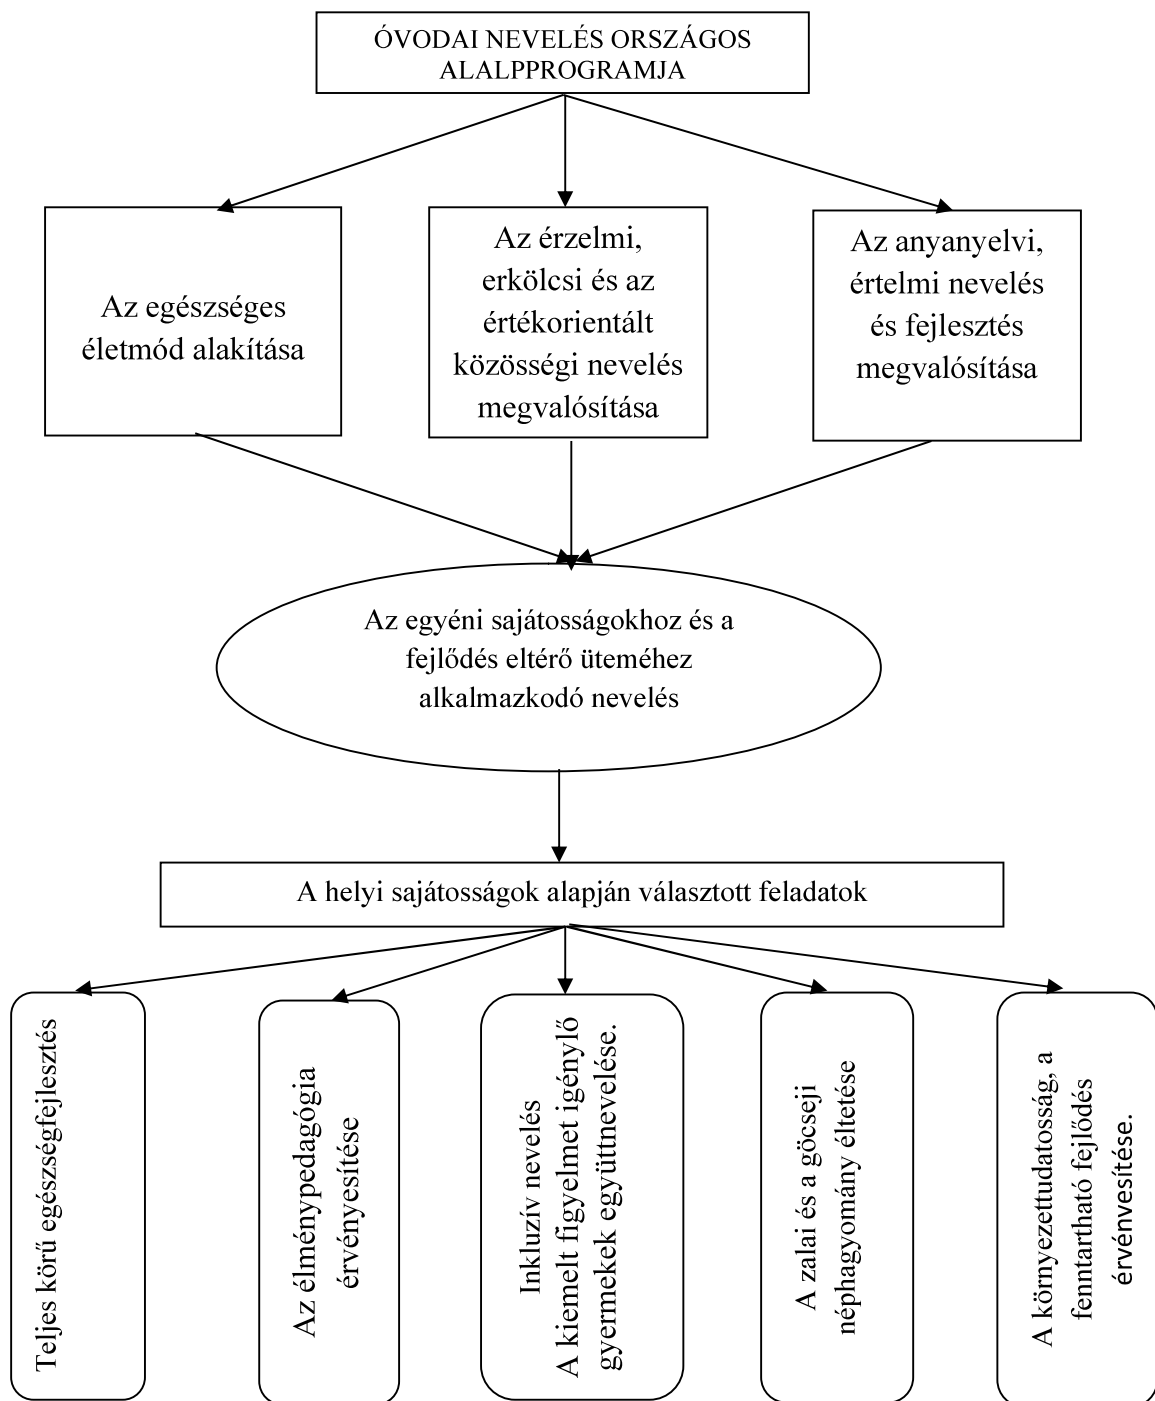 ÓVODAI NEVELÉS ORSZÁGOS
ALALPPROGRAMJA
Az egészséges
életmód alakítása
Az érzelmi,
erkölcsi és az
értékorientált
közösségi nevelés
megvalósítása
Az anyanyelvi,
értelmi nevelés
és fejlesztés
megvalósítása
Az egyéni sajátosságokhoz és a
fejlődés eltérő üteméhez
alkalmazkodó nevelés
A helyi sajátosságok alapján választott feladatok
Teljes körű egészségfejlesztés
Az élménypedagógia
érvényesítése
Inkluzív nevelés
A kiemelt figyelmet igénylő
gyermekek együttnevelése.
A zalai és a göcseji
néphagyomány éltetése
A környezettudatosság, a
fenntartható fejlődés
érvényesítése.